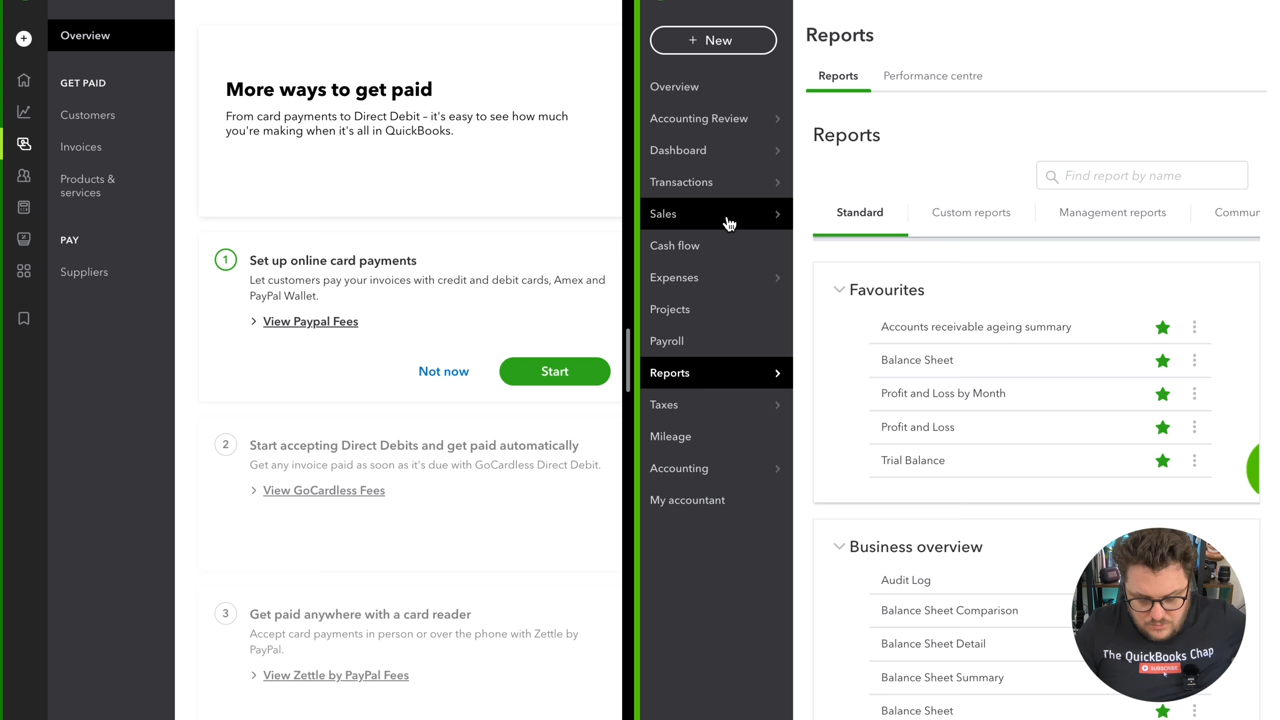 Overview
GET PAID
Customers
Invoices
Products &
services
PAY
Suppliers
More ways to get paid
From card payments to Direct Debit – it's easy to see how much
you're making when it's all in QuickBooks.
1
Set up online card payments
Let customers pay your invoices with credit and debit cards, Amex and
PayPal Wallet.
> View Paypal Fees
Not now
Start
2
Start accepting Direct Debits and get paid automatically
Get any invoice paid as soon as it's due with GoCardless Direct Debit.
> View GoCardless Fees
3
Get paid anywhere with a card reader
Accept card payments in person or over the phone with Zettle by
PayPal.
> View Zettle by PayPal Fees
+ New
Overview
Accounting Review
Dashboard
Transactions
Sales
Cash flow
Expenses
Projects
Payroll
Reports
Taxes
Mileage
Accounting
My accountant
Reports
Reports
Performance centre
Reports
Find report by name
Standard
Custom reports
Management reports
Commun
Favourites
Accounts receivable ageing summary
Balance Sheet
Profit and Loss by Month
Profit and Loss
Trial Balance
Business overview
Audit Log
Balance Sheet Comparison
Balance Sheet Detail
Balance Sheet Summary
Balance Sheet
The QuickBooks Chap
SUBSCRIBE